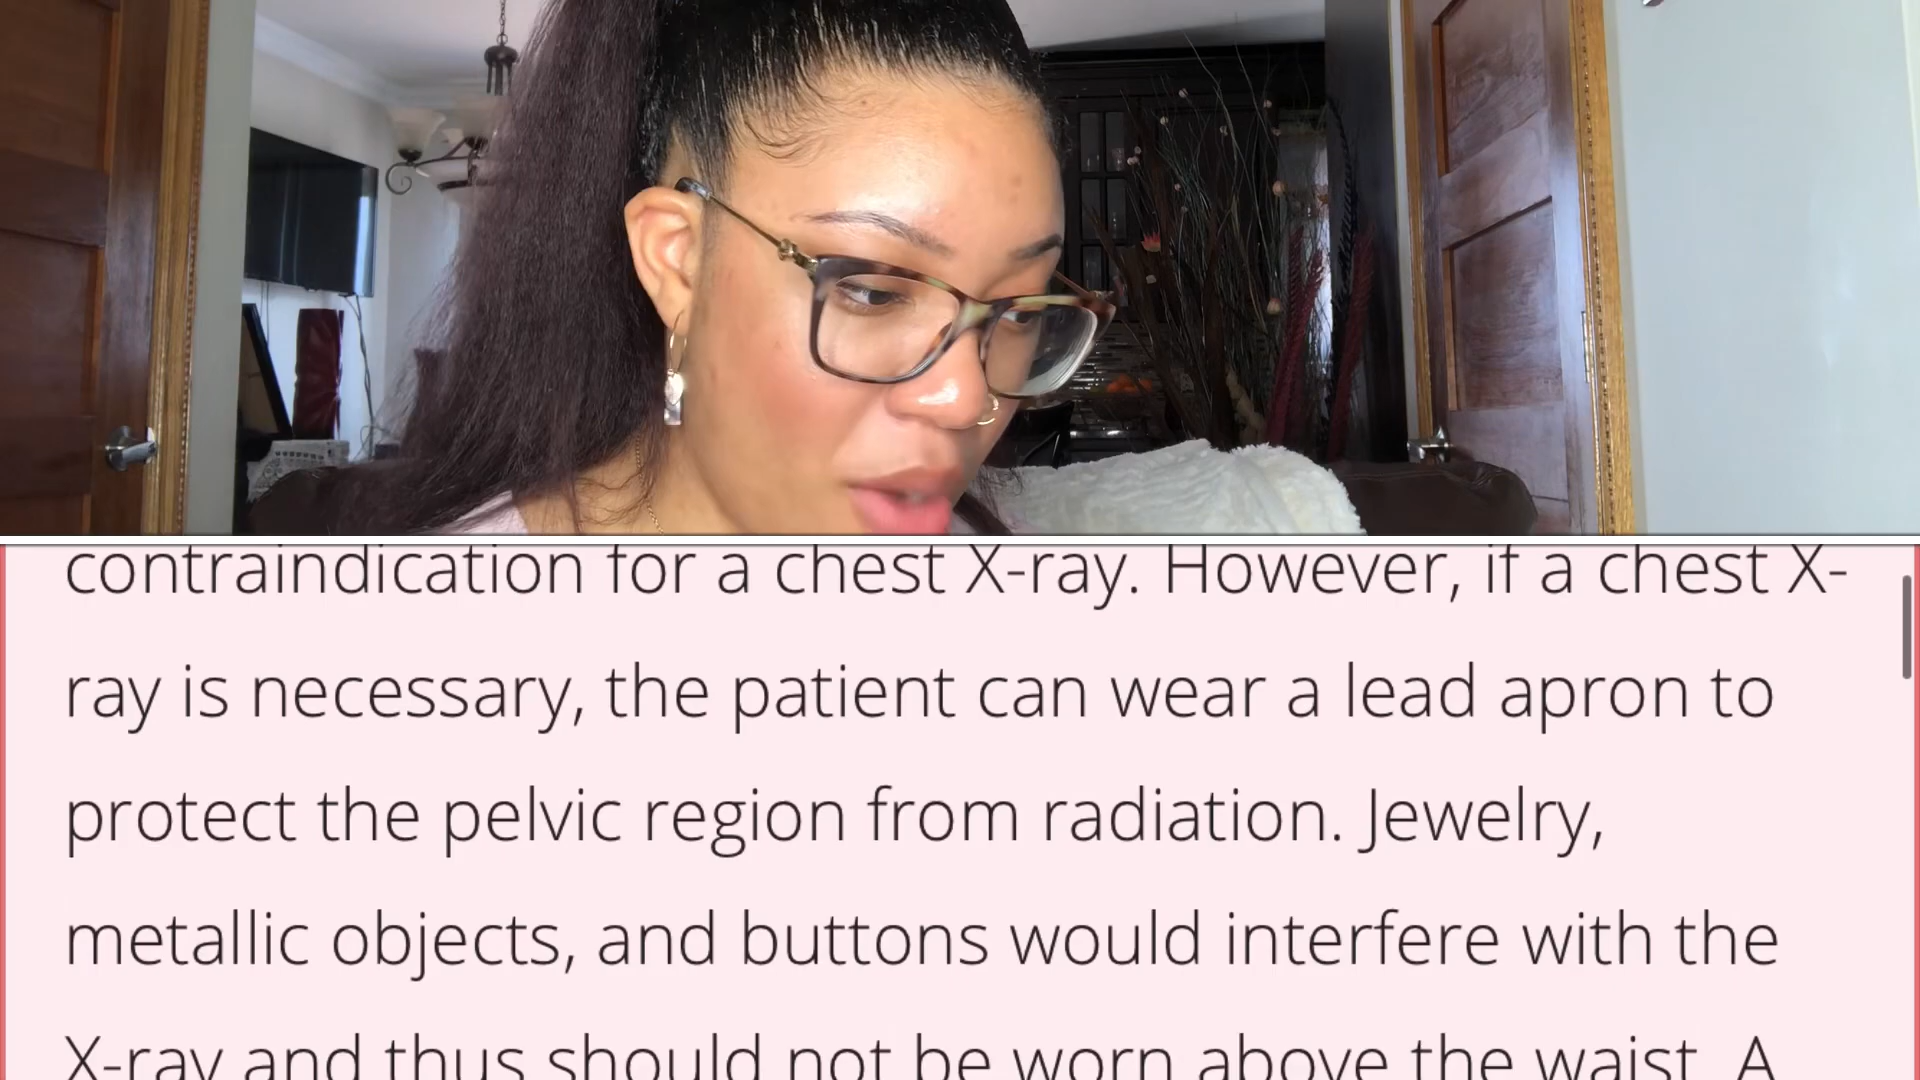 contraindication for a chest X-ray. However, if a chest X-
ray is necessary, the patient can wear a lead apron to
protect the pelvic region from radiation. Jewelry,
metallic objects, and buttons would interfere with the
X-ray and thus should not be worn above the waist. A